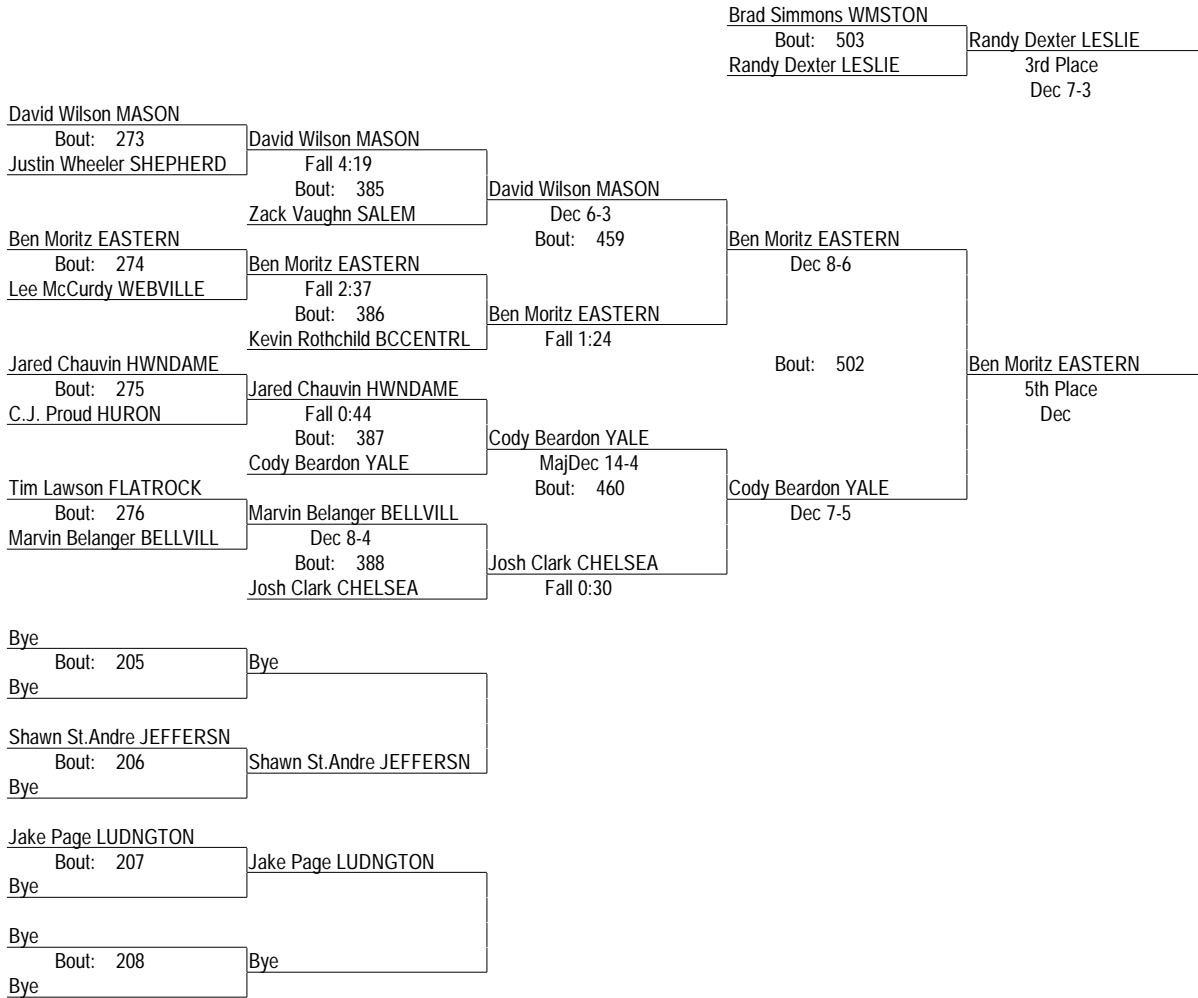 Brad Simmons WMSTON
Bout: 503
Randy Dexter LESLIE
Randy Dexter LESLIE
3rd Place
Dec 7-3
David Wilson MASON
Bout: 273
Justin Wheeler SHEPHERD
David Wilson MASON
Fall 4:19
Bout: 385
Zack Vaughn SALEM
David Wilson MASON
Dec 6-3
Bout: 459
Ben Moritz EASTERN
Bout: 274
Lee McCurdy WEBVILLE
Ben Moritz EASTERN
Fall 2:37
Bout: 386
Kevin Rothchild BCCENTRL
Ben Moritz EASTERN
Fall 1:24
Ben Moritz EASTERN
Dec 8-6
Bout: 502
Ben Moritz EASTERN
5th Place
Dec
Jared Chauvin HWNDAME
Bout: 275
C.J. Proud HURON
Jared Chauvin HWNDAME
Fall 0:44
Bout: 387
Cody Beardon YALE
Cody Beardon YALE
MajDec 14-4
Bout: 460
Cody Beardon YALE
Dec 7-5
Tim Lawson FLATROCK
Bout: 276
Marvin Belanger BELLVILL
Marvin Belanger BELLVILL
Dec 8-4
Bout: 388
Josh Clark CHELSEA
Josh Clark CHELSEA
Fall 0:30
Bye
Bout: 205
Bye
Bye
Shawn St.Andre JEFFERSN
Bout: 206
Bye
Shawn St.Andre JEFFERSN
Jake Page LUDNGTON
Bout: 207
Bye
Jake Page LUDNGTON
Bye
Bout: 208
Bye
Bye